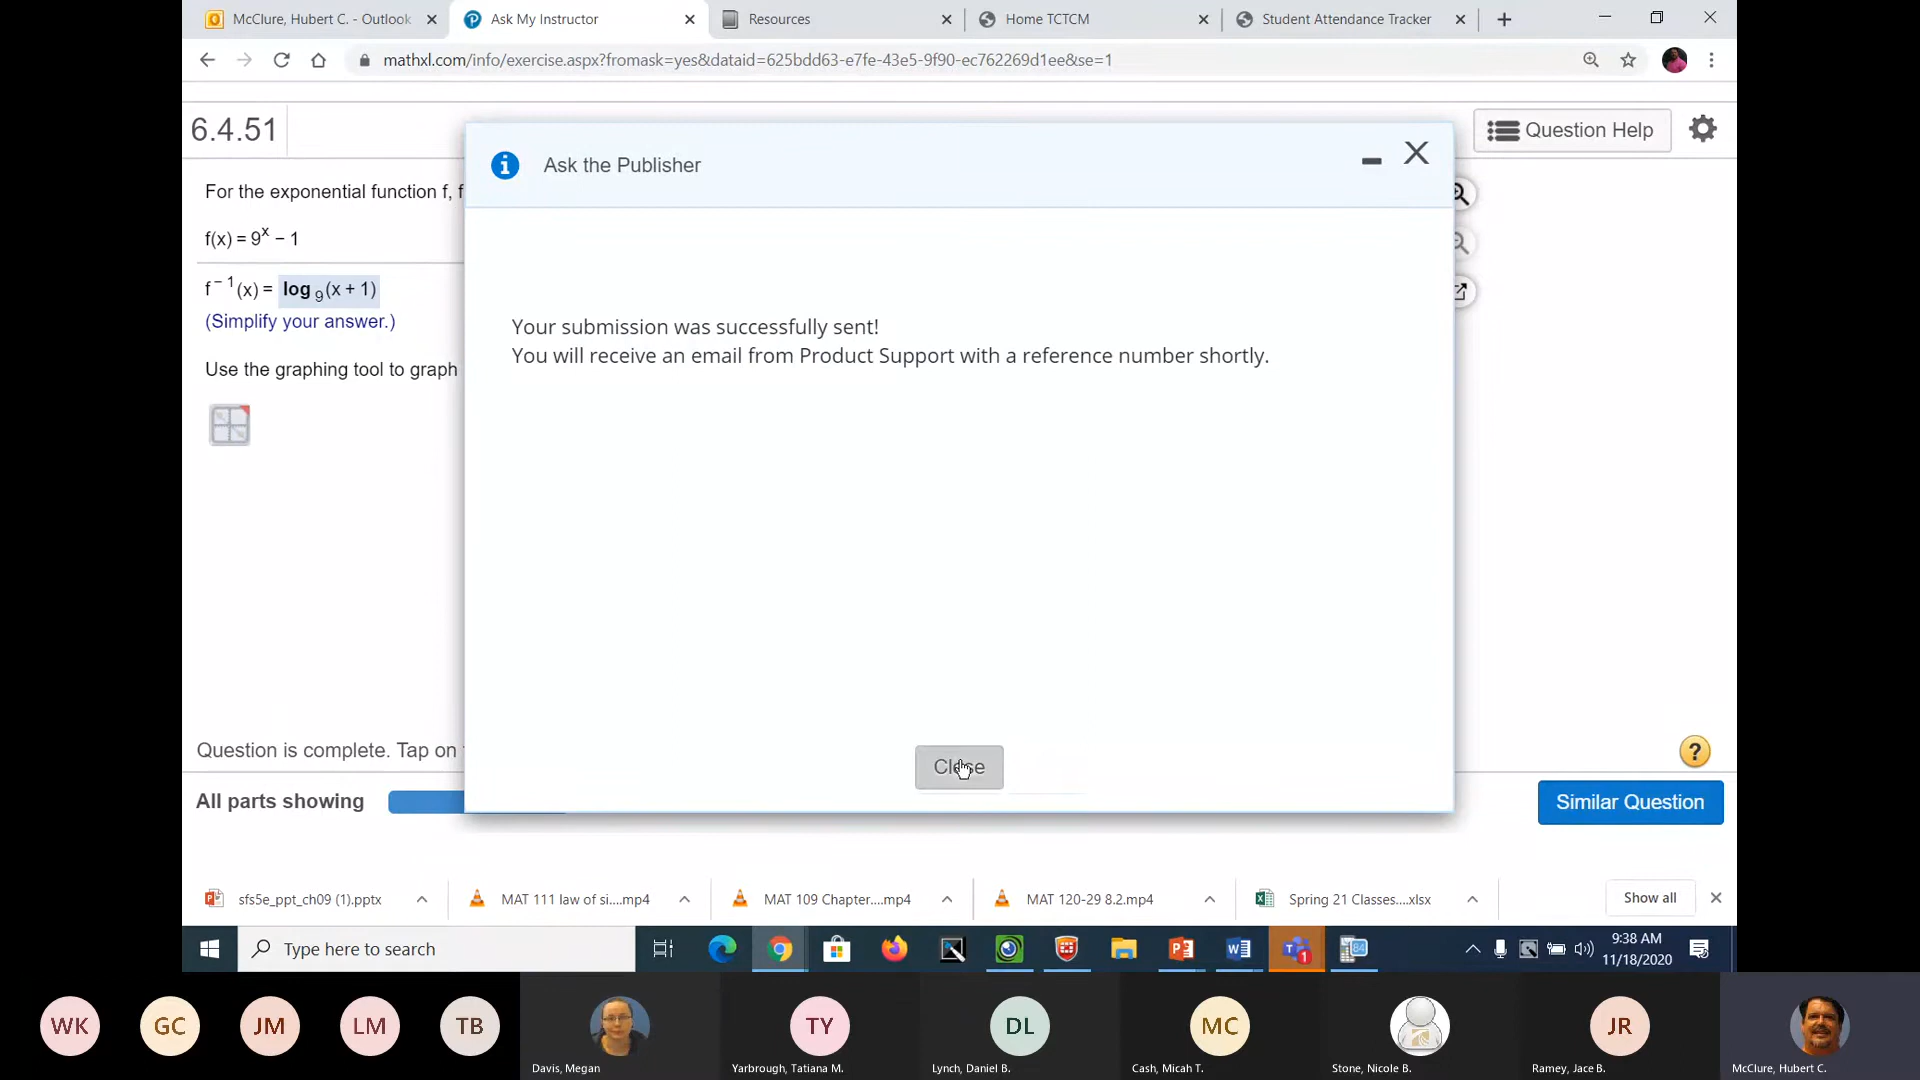 McClure, Hubert C. - Outlook
Ask My Instructor
Resources
Home TCTCM
Student Attendance Tracker
mathxl.com/info/exercise.aspx?fromask=yes&dataid=625bdd63-e7fe-43e5-9f90-ec762269d1ee&se=1
6.4.51
Ask the Publisher
Question Help
For the exponential function f, f
f(x) = 9^x − 1
f^−1(x) = log_9(x + 1)
(Simplify your answer.)
Use the graphing tool to graph
Your submission was successfully sent!
You will receive an email from Product Support with a reference number shortly.
Close
Question is complete. Tap on
?
All parts showing
Similar Question
sfs5e_ppt_ch09 (1).pptx
MAT 111 law of si....mp4
MAT 109 Chapter....mp4
MAT 120-29 8.2.mp4
Spring 21 Classes....xlsx
Show all
Type here to search
9:38 AM
11/18/2020
WK
GC
JM
LM
TB
TY
DL
MC
JR
Davis, Megan
Yarbrough, Tatiana M.
Lynch, Daniel B.
Cash, Micah T.
Stone, Nicole B.
Ramey, Jace B.
McClure, Hubert C.